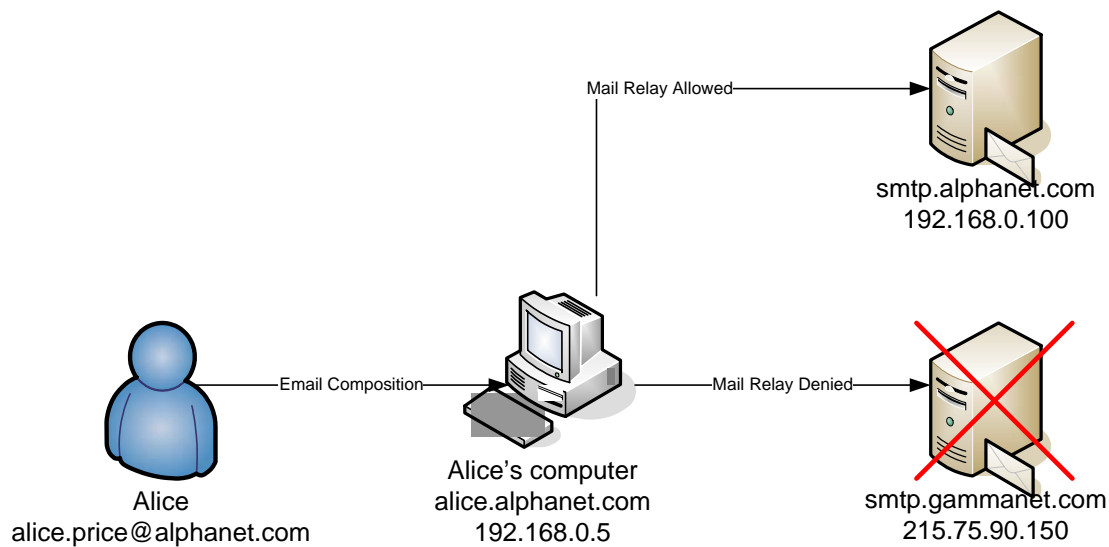 Mail Relay Allowed
smtp.alphanet.com
192.168.0.100
Email Composition
Mail Relay Denied
Alice
alice.price@alphanet.com
Alice's computer
alice.alphanet.com
192.168.0.5
smtp.gammanet.com
215.75.90.150